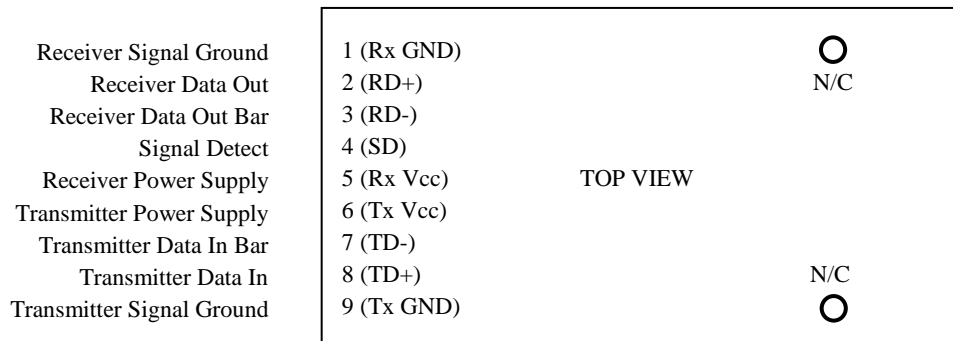 Receiver Signal Ground 1 (Rx GND)
Receiver Data Out 2 (RD+) N/C
Receiver Data Out Bar 3 (RD-)
Signal Detect 4 (SD)
Receiver Power Supply 5 (Rx Vcc) TOP VIEW
Transmitter Power Supply 6 (Tx Vcc)
Transmitter Data In Bar 7 (TD-)
Transmitter Data In 8 (TD+) N/C
Transmitter Signal Ground 9 (Tx GND)